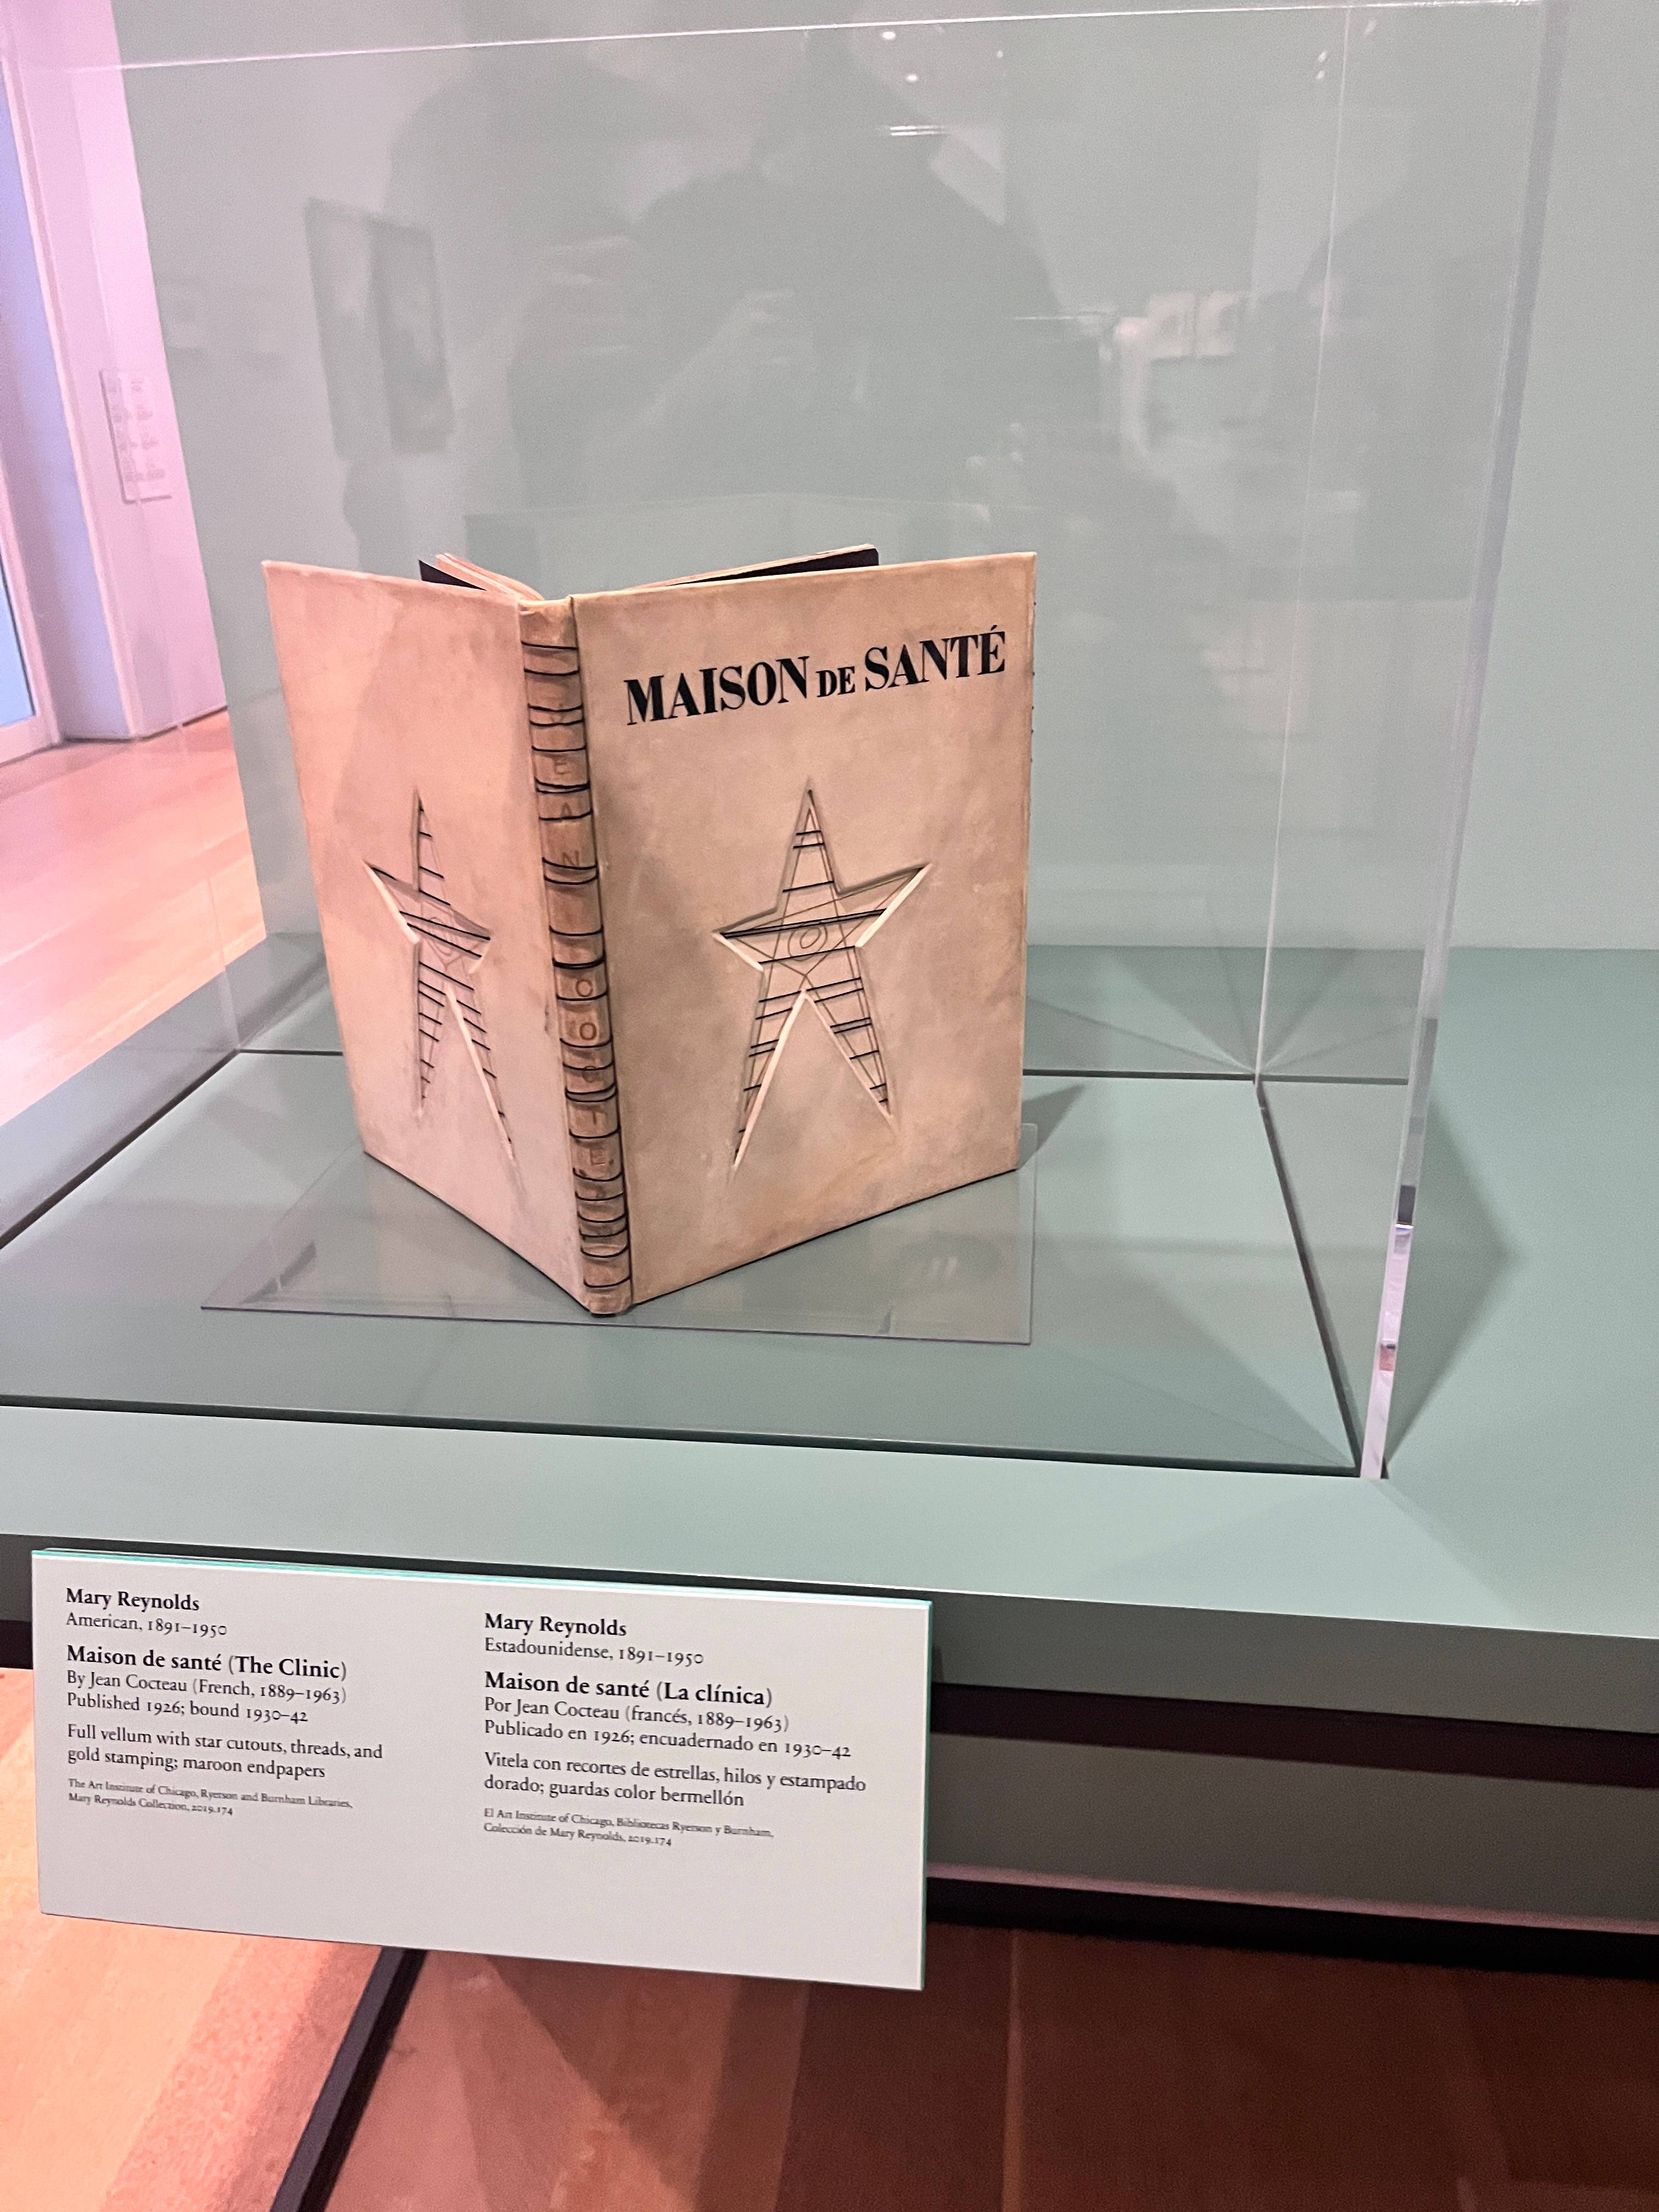 MAISON DE SANTÉ
JEAN COCTEAU
Mary Reynolds
American, 1891–1950
Maison de santé (The Clinic)
By Jean Cocteau (French, 1889–1963)
Published 1926; bound 1930–42
Full vellum with star cutouts, threads, and
gold stamping; maroon endpapers
The Art Institute of Chicago, Ryerson and Burnham Libraries,
Mary Reynolds Collection, 2019.174
Mary Reynolds
Estadounidense, 1891–1950
Maison de santé (La clínica)
Por Jean Cocteau (francés, 1889–1963)
Publicado en 1926; encuadernado en 1930–42
Vitela con recortes de estrellas, hilos y estampado
dorado; guardas color bermellón
El Art Institute of Chicago, Bibliotecas Ryerson y Burnham,
Colección de Mary Reynolds, 2019.174